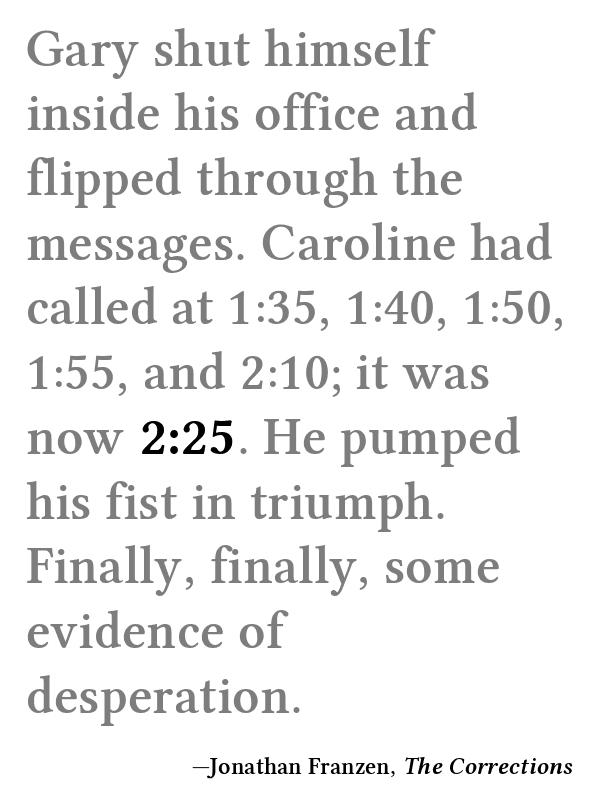 Gary shut himself
inside his office and
flipped through the
messages. Caroline had
called at 1:35, 1:40, 1:50,
1:55, and 2:10; it was
now 2:25. He pumped
his fist in triumph.
Finally, finally, some
evidence of
desperation.
—Jonathan Franzen, The Corrections